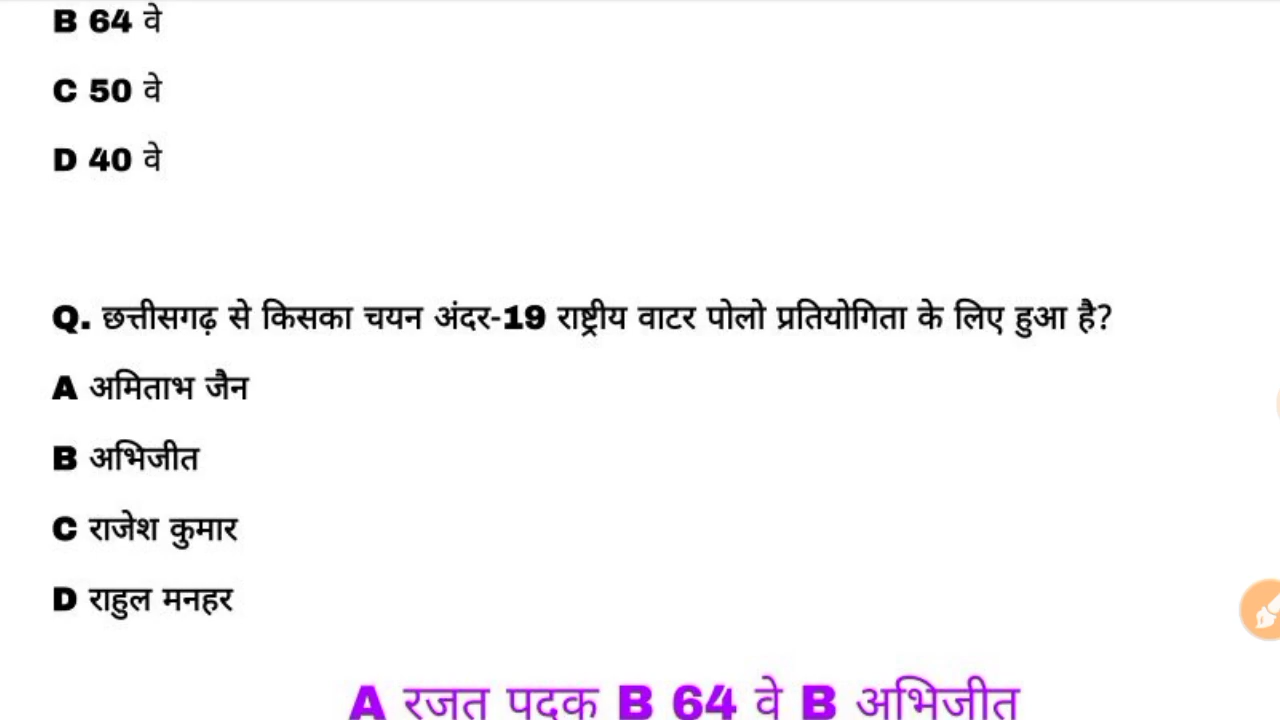 B 64 वे
C 50 वे
D 40 वे
Q. छत्तीसगढ़ से किसका चयन अंदर-19 राष्ट्रीय वाटर पोलो प्रतियोगिता के लिए हुआ है?
A अमिताभ जैन
B अभिजीत
C राजेश कुमार
D राहुल मनहर
A रजत पदक B 64 वे B अभिजीत